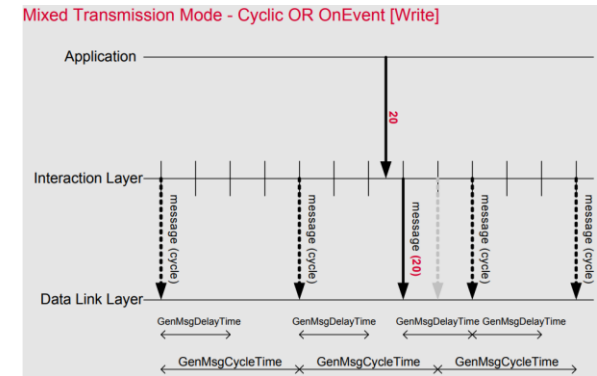 Mixed Transmission Mode - Cyclic OR OnEvent [Write]
Application
20
Interaction Layer
message (cycle)
message (cycle)
message (20)
message (cycle)
message (cycle)
Data Link Layer
GenMsgDelayTime GenMsgDelayTime GenMsgDelayTime GenMsgDelayTime
GenMsgCycleTime GenMsgCycleTime GenMsgCycleTime